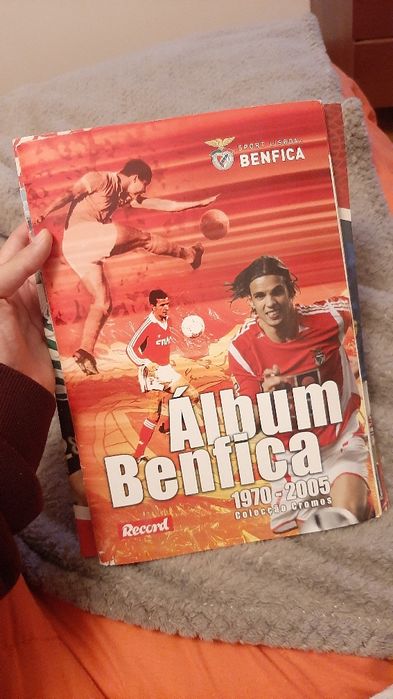 SPORT LISBOA
BENFICA
Álbum
Benfica
1970 - 2005
Colecção Cromos
Record